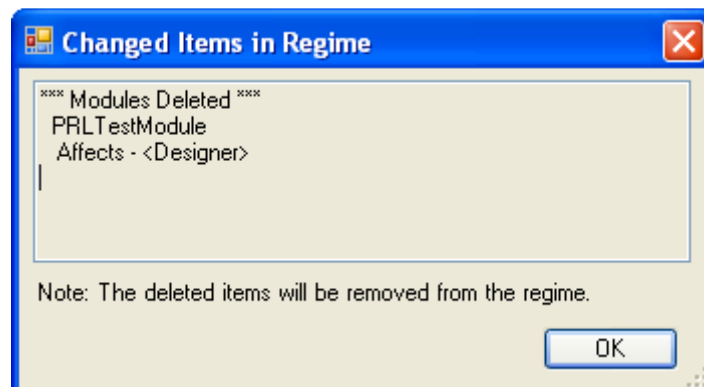 Changed Items in Regime
*** Modules Deleted ***
PRLTestModule
Affects - <Designer>
Note: The deleted items will be removed from the regime.
OK